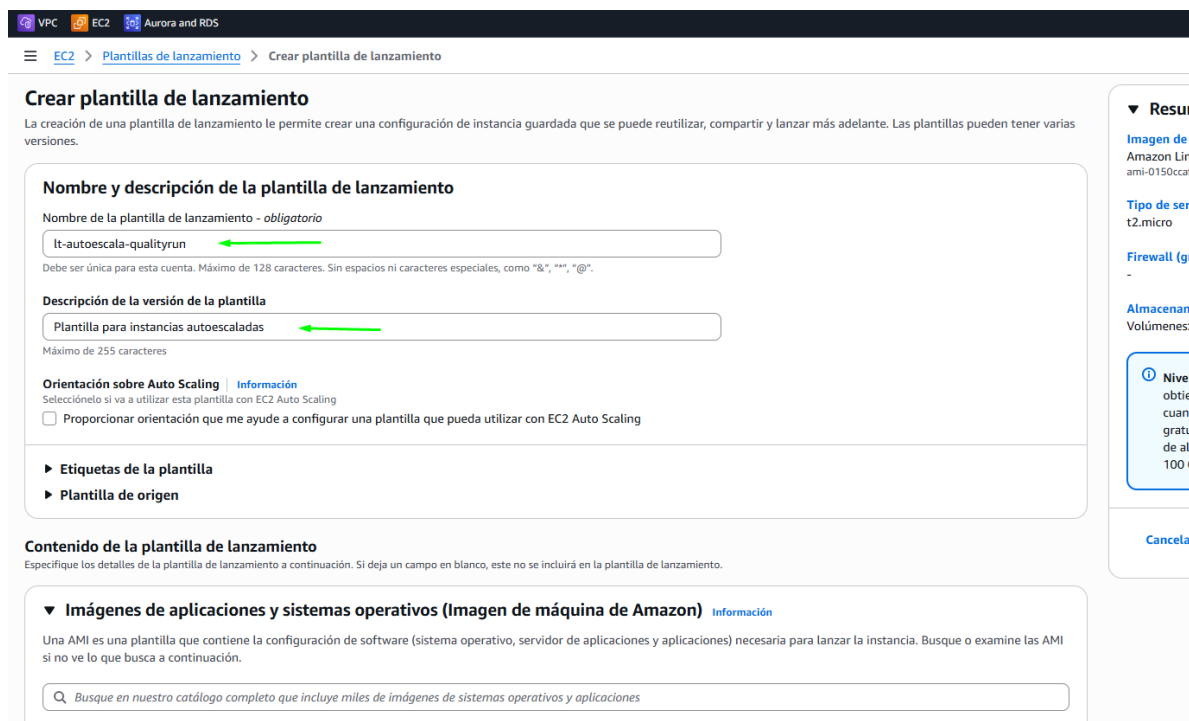 VPC EC2 Aurora and RDS
EC2 > Plantillas de lanzamiento > Crear plantilla de lanzamiento
Crear plantilla de lanzamiento
La creación de una plantilla de lanzamiento le permite crear una configuración de instancia guardada que se puede reutilizar, compartir y lanzar más adelante. Las plantillas pueden tener varias
versiones.
Nombre y descripción de la plantilla de lanzamiento
Nombre de la plantilla de lanzamiento - obligatorio
lt-autoescala-qualityrun
Debe ser única para esta cuenta. Máximo de 128 caracteres. Sin espacios ni caracteres especiales, como "&", "*", "@".
Descripción de la versión de la plantilla
Plantilla para instancias autoescaladas
Máximo de 255 caracteres
Orientación sobre Auto Scaling Información
Selecciónelo si va a utilizar esta plantilla con EC2 Auto Scaling
Proporcionar orientación que me ayude a configurar una plantilla que pueda utilizar con EC2 Auto Scaling
Etiquetas de la plantilla
Plantilla de origen
Contenido de la plantilla de lanzamiento
Especifique los detalles de la plantilla de lanzamiento a continuación. Si deja un campo en blanco, este no se incluirá en la plantilla de lanzamiento.
Imágenes de aplicaciones y sistemas operativos (Imagen de máquina de Amazon) Información
Una AMI es una plantilla que contiene la configuración de software (sistema operativo, servidor de aplicaciones y aplicaciones) necesaria para lanzar la instancia. Busque o examine las AMI
si no ve lo que busca a continuación.
Busque en nuestro catálogo completo que incluye miles de imágenes de sistemas operativos y aplicaciones
Resu
Imagen de
Amazon Lin
ami-0150cca
Tipo de ser
t2.micro
Firewall (g
-
Almacenan
Volúmenes:
Nive
obtie
cuan
gratu
de al
100
Cancela